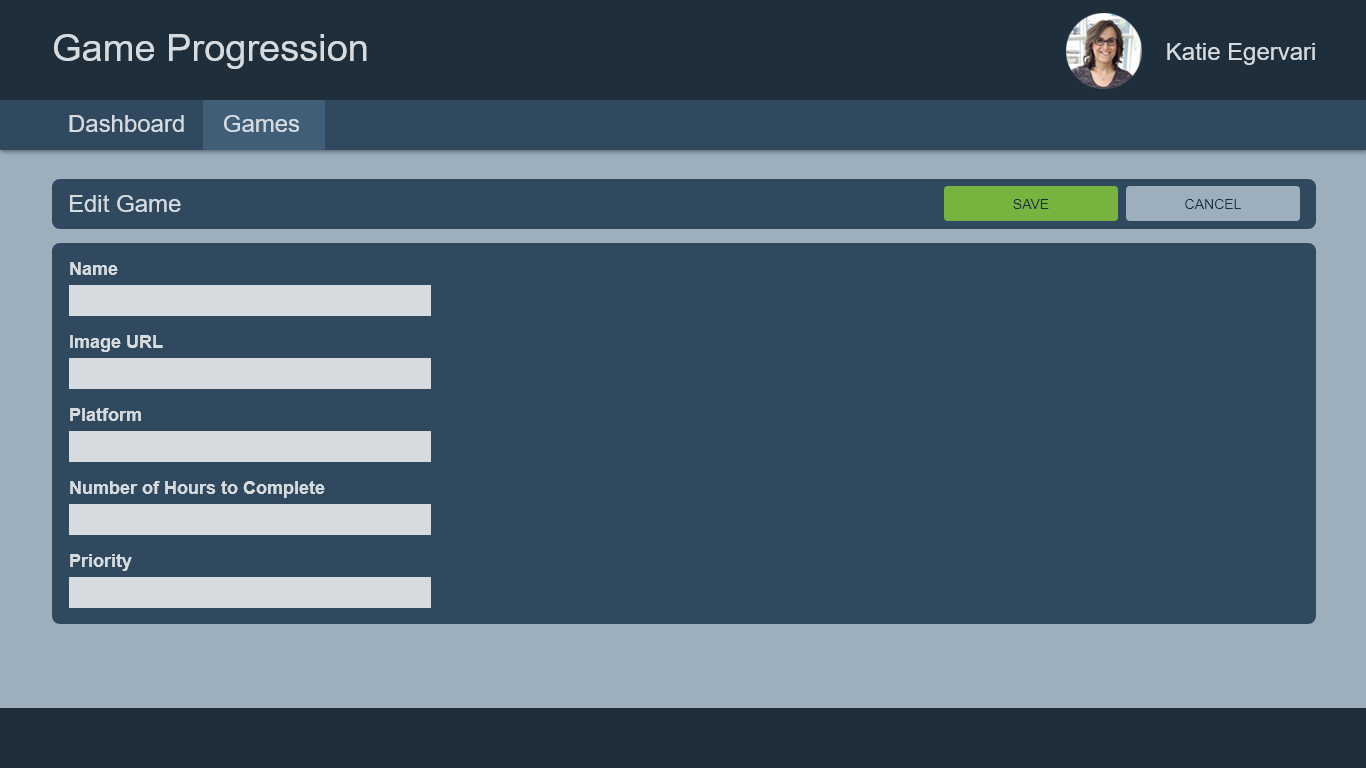 Game Progression
Katie Egervari
Dashboard
Games
Edit Game
SAVE
CANCEL
Name
Image URL
Platform
Number of Hours to Complete
Priority